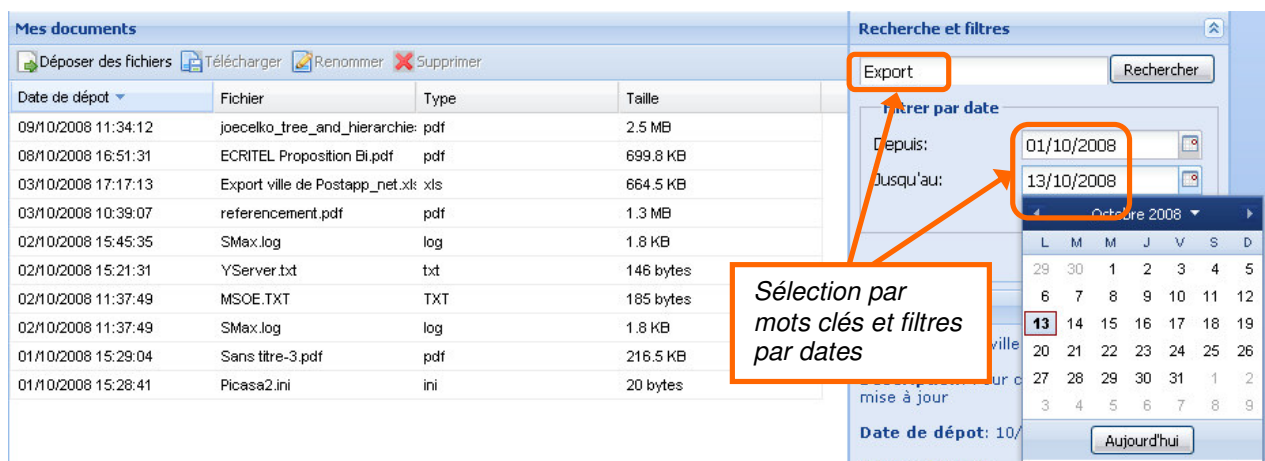 Mes documents
Déposer des fichiers Télécharger Renommer Supprimer
Date de dépot Fichier Type Taille
09/10/2008 11:34:12 joecelko_tree_and_hierarchie: pdf 2.5 MB
08/10/2008 16:51:31 ECRITEL Proposition Bi.pdf pdf 699.8 KB
03/10/2008 17:17:13 Export ville de Postapp_net.xls xls 664.5 KB
03/10/2008 10:39:07 referencement.pdf pdf 1.3 MB
02/10/2008 15:45:35 SMax.log log 1.8 KB
02/10/2008 15:21:31 YServer.txt txt 146 bytes
02/10/2008 11:37:49 MSOE.TXT TXT 185 bytes
02/10/2008 11:37:49 SMax.log log 1.8 KB
01/10/2008 15:29:04 Sans titre-3.pdf pdf 216.5 KB
01/10/2008 15:28:41 Picasa2.ini ini 20 bytes
Recherche et filtres
Export Rechercher
Filtrer par date
Depuis: 01/10/2008
Jusqu'au: 13/10/2008
Octobre 2008
L M M J V S D
29 30 1 2 3 4 5
6 7 8 9 10 11 12
13 14 15 16 17 18 19
20 21 22 23 24 25 26
27 28 29 30 31 1 2
3 4 5 6 7 8 9
Aujourd'hui
Sélection par
mots clés et filtres
par dates
ville
mise à jour
Date de dépot: 10/